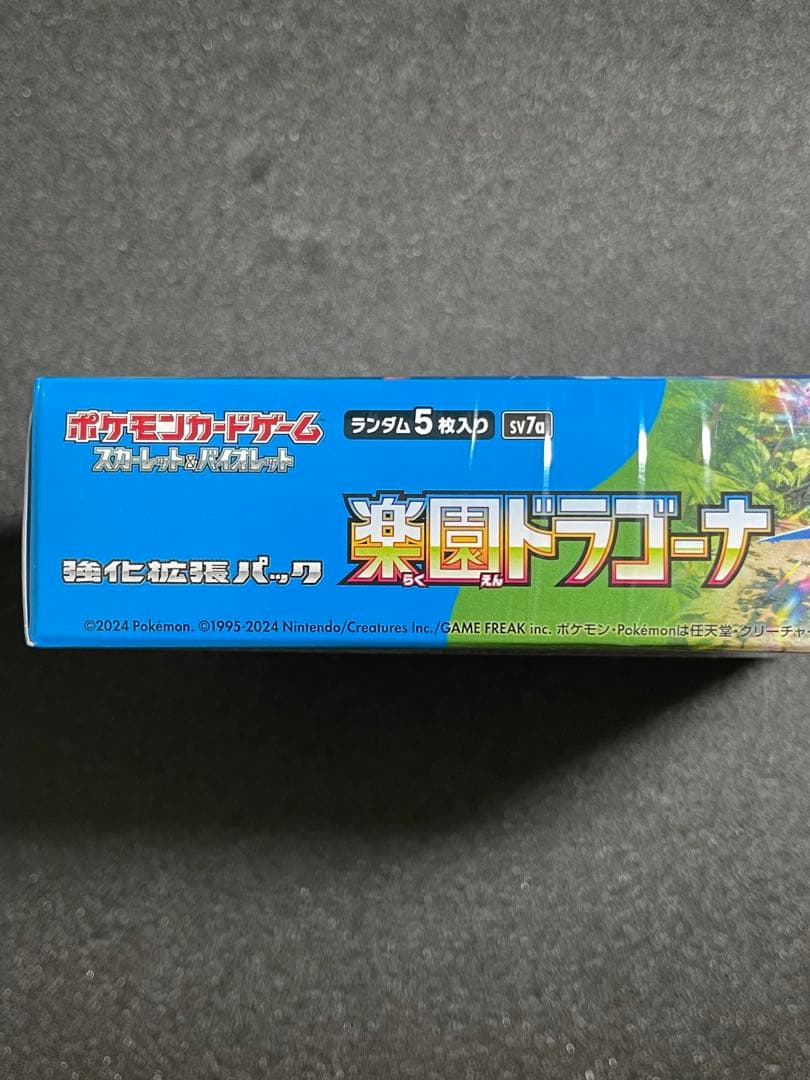 ポケモンカードゲーム
スカーレット&バイオレット
ランダム5枚入り sv7a
強化拡張パック
楽園ドラゴーナ
らく えん
©2024 Pokémon. ©1995-2024 Nintendo/Creatures Inc./GAME FREAK inc. ポケモン・Pokémonは任天堂・クリーチャー